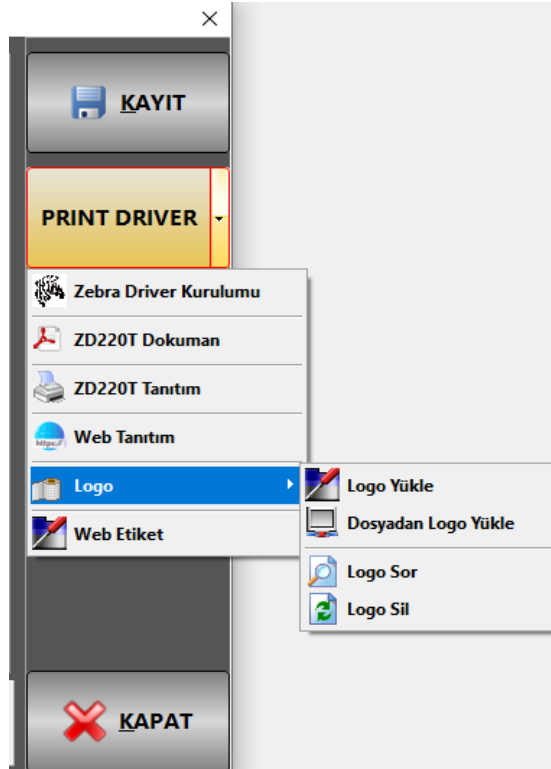 KAYIT
PRINT DRIVER
Zebra Driver Kurulumu
ZD220T Dokuman
ZD220T Tanıtım
Web Tanıtım
Logo
Web Etiket
Logo Yükle
Dosyadan Logo Yükle
Logo Sor
Logo Sil
KAPAT